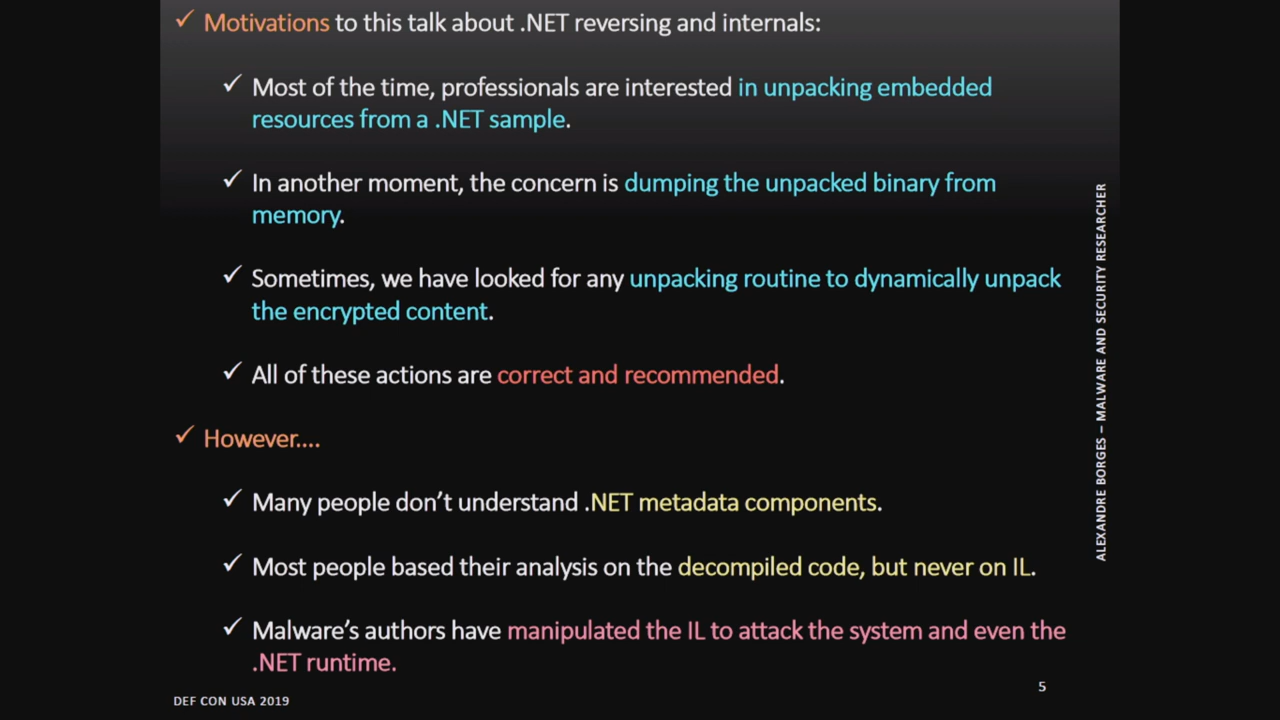 ✓ Motivations to this talk about .NET reversing and internals:
✓ Most of the time, professionals are interested in unpacking embedded
resources from a .NET sample.
✓ In another moment, the concern is dumping the unpacked binary from
memory.
✓ Sometimes, we have looked for any unpacking routine to dynamically unpack
the encrypted content.
✓ All of these actions are correct and recommended.
✓ However....
✓ Many people don’t understand .NET metadata components.
✓ Most people based their analysis on the decompiled code, but never on IL.
✓ Malware’s authors have manipulated the IL to attack the system and even the
.NET runtime.
ALEXANDRE BORGES – MALWARE AND SECURITY RESEARCHER
5
DEF CON USA 2019